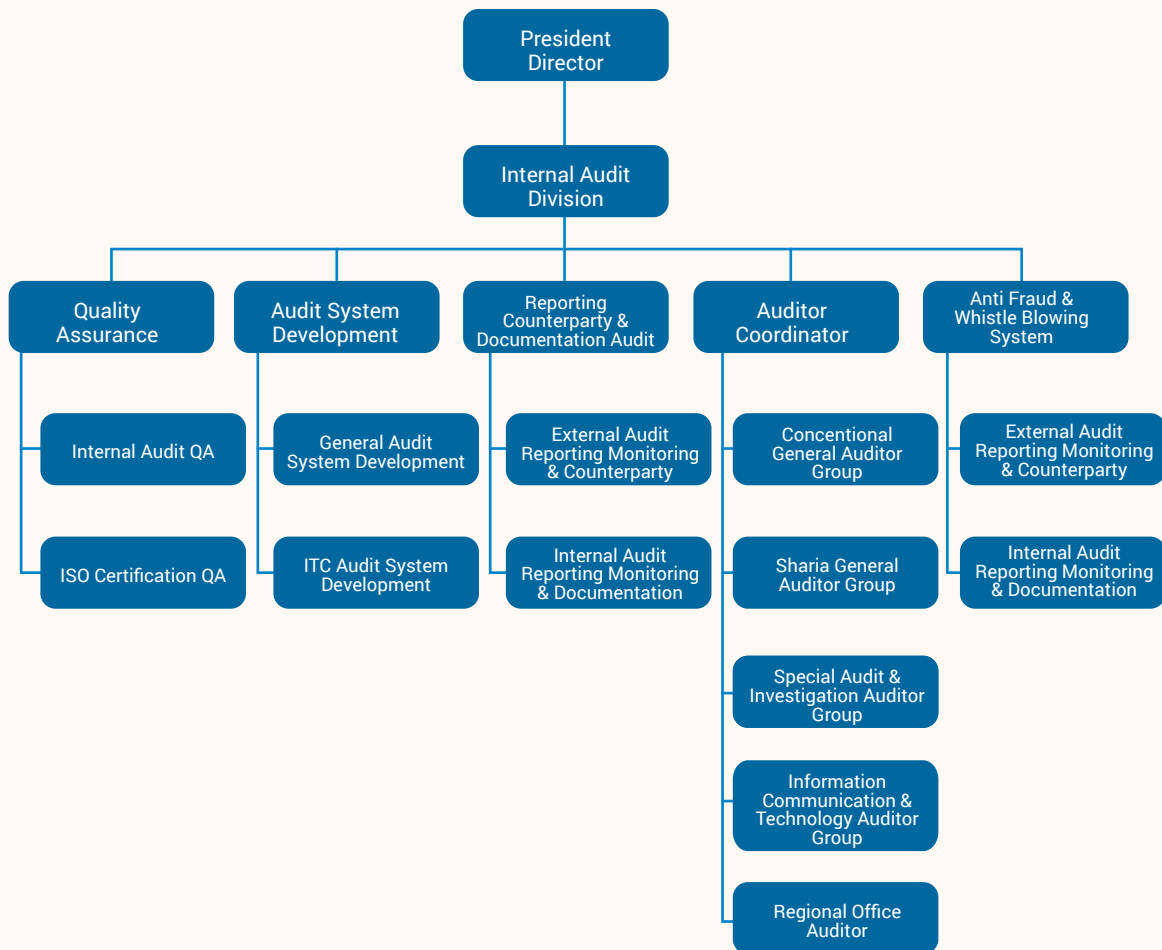 President
Director
Internal Audit
Division
Quality
Assurance
Audit System
Development
Reporting
Counterparty &
Documentation Audit
Auditor
Coordinator
Anti Fraud &
Whistle Blowing
System
Internal Audit QA
General Audit
System Development
External Audit
Reporting Monitoring
& Counterparty
Concentional
General Auditor
Group
External Audit
Reporting Monitoring
& Counterparty
ISO Certification QA
ITC Audit System
Development
Internal Audit
Reporting Monitoring
& Documentation
Sharia General
Auditor Group
Internal Audit
Reporting Monitoring
& Documentation
Special Audit &
Investigation Auditor
Group
Information
Communication &
Technology Auditor
Group
Regional Office
Auditor